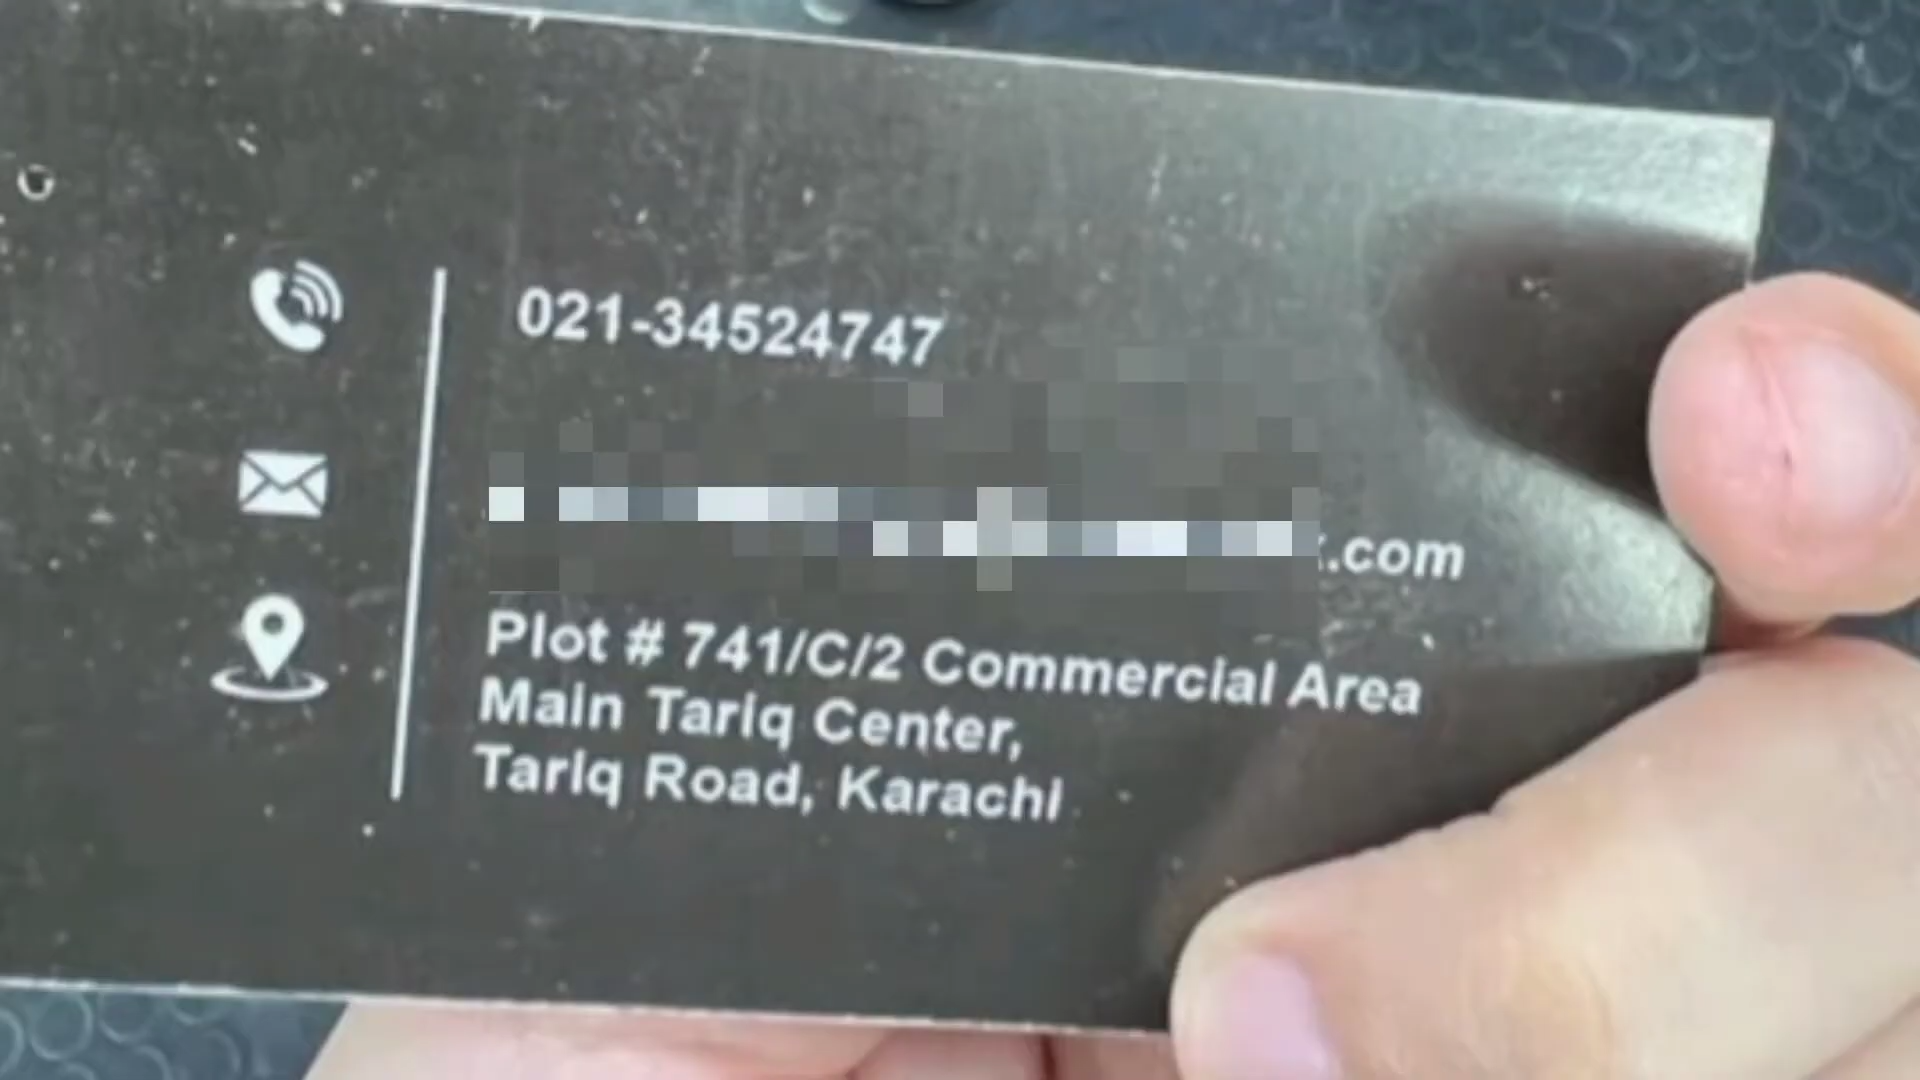 021-34524747
.com
Plot # 741/C/2 Commercial Area
Main Tariq Center,
Tariq Road, Karachi